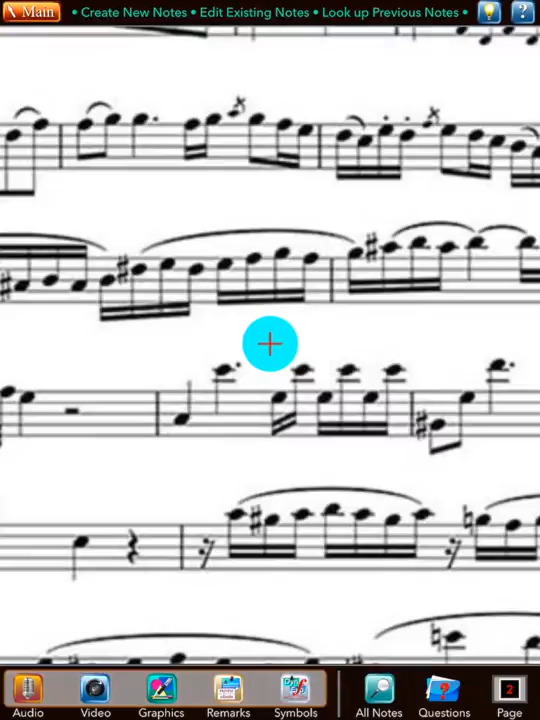 Main • Create New Notes • Edit Existing Notes • Look up Previous Notes • ?
Audio Video Graphics Remarks Symbols All Notes Questions Page
2